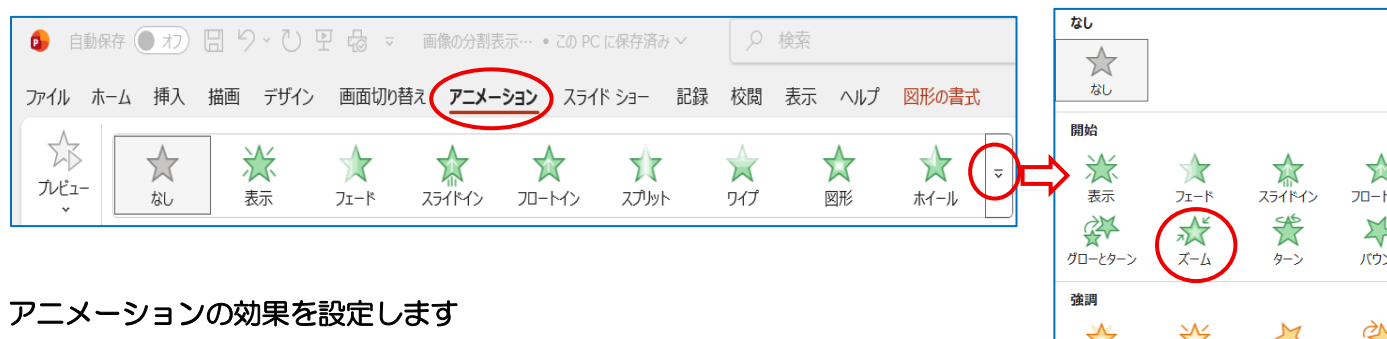 自動保存 オフ 画像の分割表示… • この PC に保存済み 検索
ファイル ホーム 挿入 描画 デザイン 画面切り替え アニメーション スライド ショー 記録 校閲 表示 ヘルプ 図形の書式
プレビュー なし 表示 フェード スライドイン フロートイン スプリット ワイプ 図形 ホイール
アニメーションの効果を設定します
なし
なし
開始
表示 フェード スライドイン
グローとターン ズーム ターン
強調